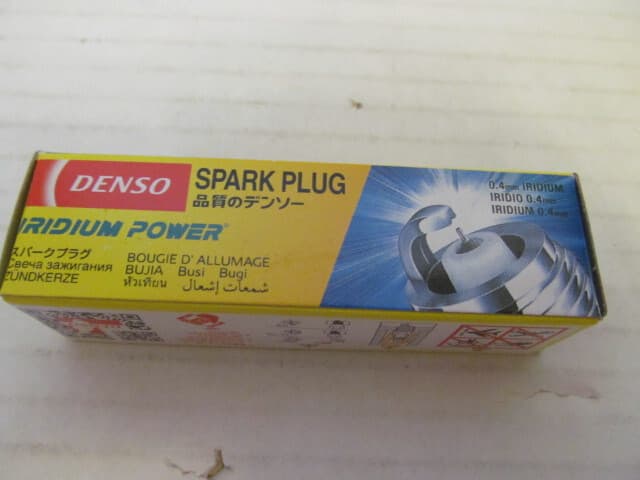 DENSO
SPARK PLUG
品質のデンソー
IRIDIUM POWER®
スパークプラグ
Свеча зажигания
ZÜNDKERZE
BOUGIE D' ALLUMAGE
BUJIA Busi Bugi
หัวเทียน شمعات إشعال
0.4mm IRIDIUM
IRIDIO 0.4mm
IRIDIUM 0.4mm